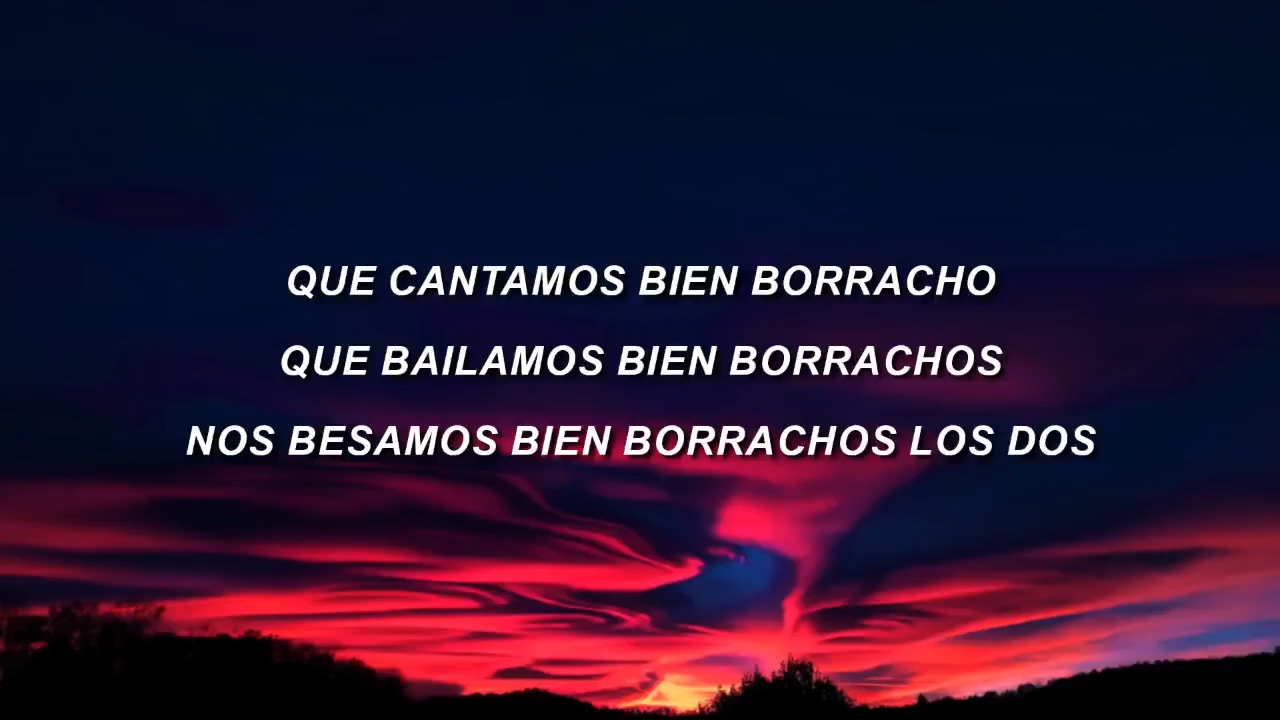 QUE CANTAMOS BIEN BORRACHO
QUE BAILAMOS BIEN BORRACHOS
NOS BESAMOS BIEN BORRACHOS LOS DOS